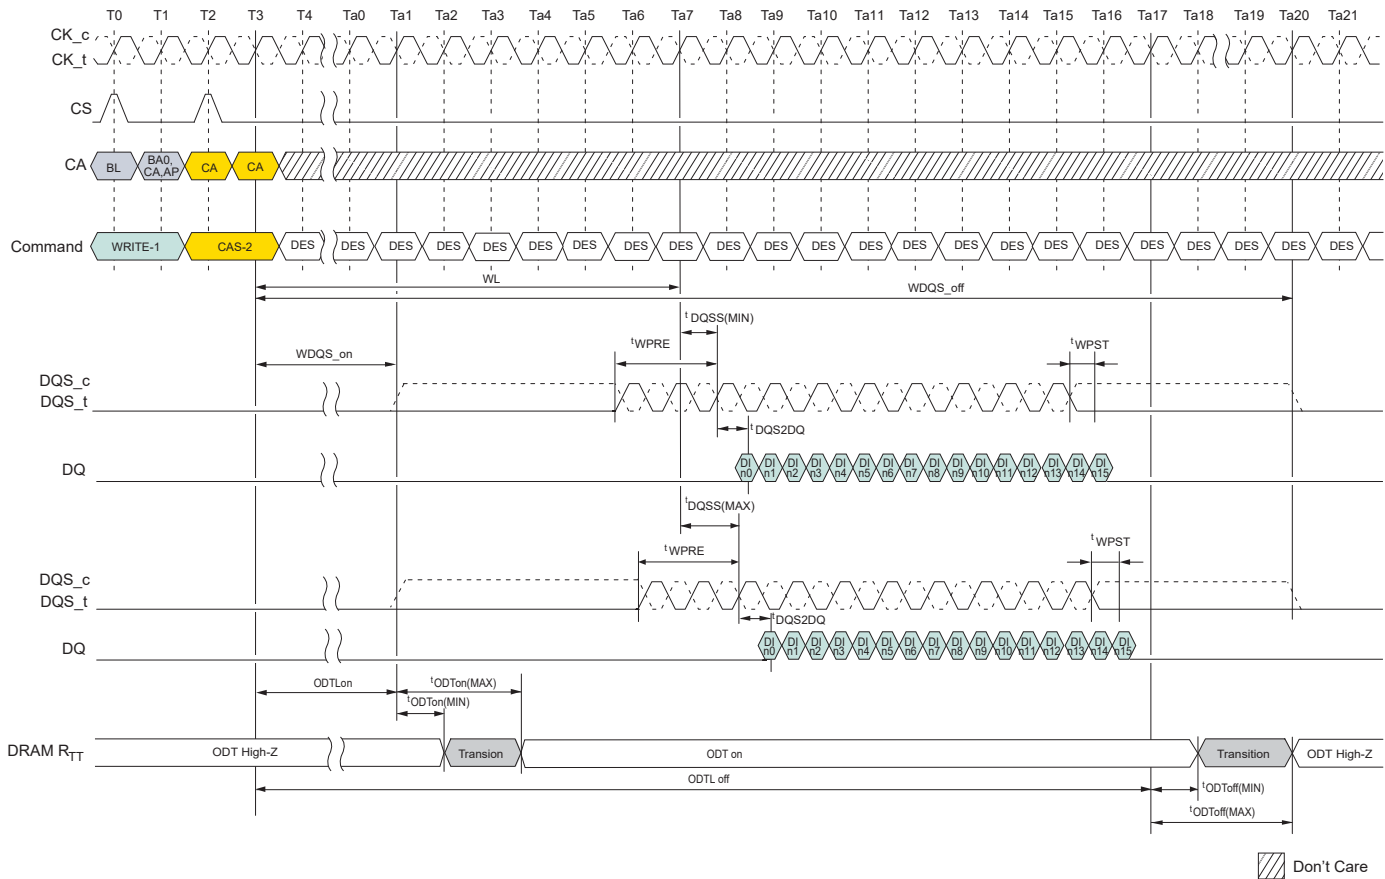 T0 T1 T2 T3 T4 Ta0 Ta1 Ta2 Ta3 Ta4 Ta5 Ta6 Ta7 Ta8 Ta9 Ta10 Ta11 Ta12 Ta13 Ta14 Ta15 Ta16 Ta17 Ta18 Ta19 Ta20 Ta21
CK_c
CK_t
CS
CA BL BA0, CA,AP CA CA
Command WRITE-1 CAS-2 DES DES DES DES DES DES DES DES DES DES DES DES DES DES DES DES DES DES DES DES DES DES DES
WL
WDQS_off
tDQSS(MIN)
tWPRE
tWPST
WDQS_on
DQS_c
DQS_t
tDQS2DQ
DQ DI n0 DI n1 DI n2 DI n3 DI n4 DI n5 DI n6 DI n7 DI n8 DI n9 DI n10 DI n11 DI n12 DI n13 DI n14 DI n15
tDQSS(MAX)
tWPRE
tWPST
DQS_c
DQS_t
tDQS2DQ
DQ DI n0 DI n1 DI n2 DI n3 DI n4 DI n5 DI n6 DI n7 DI n8 DI n9 DI n10 DI n11 DI n12 DI n13 DI n14 DI n15
ODTLon
tODTon(MAX)
tODTon(MIN)
DRAM RTT ODT High-Z Transion ODT on Transition ODT High-Z
ODTL off
tODToff(MIN)
tODToff(MAX)
Don't Care